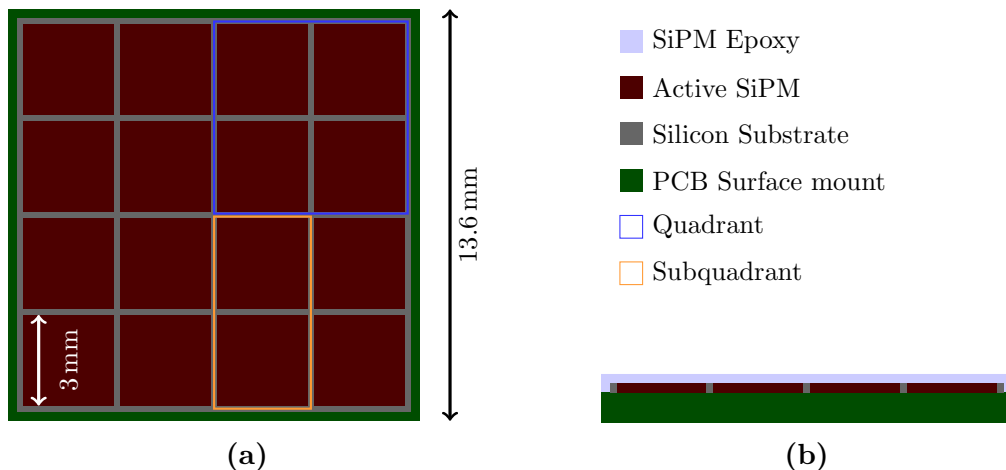 3 mm
13.6 mm
(a)
SiPM Epoxy
Active SiPM
Silicon Substrate
PCB Surface mount
Quadrant
Subquadrant
(b)